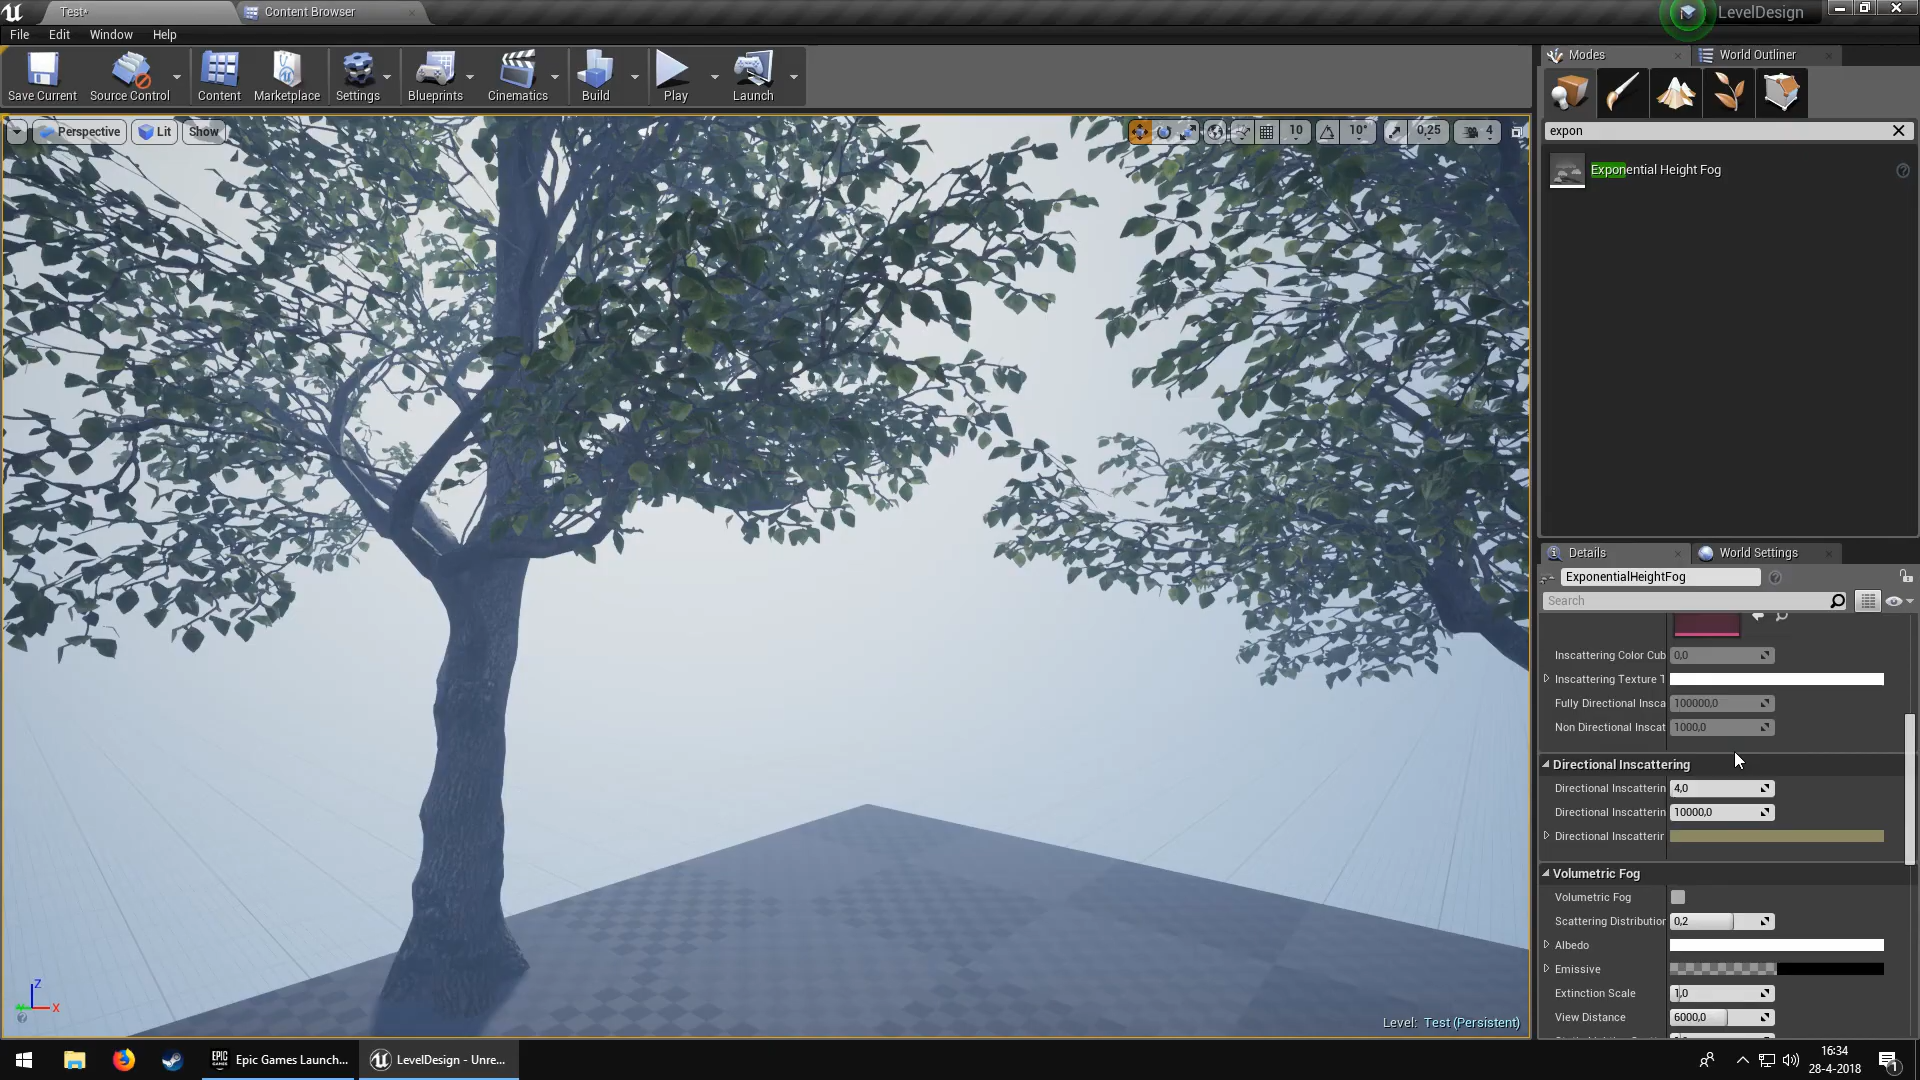 Test*
Content Browser
LevelDesign
File Edit Window Help
Save Current
Source Control
Content
Marketplace
Settings
Blueprints
Cinematics
Build
Play
Launch
Perspective
Lit
Show
10
10°
0,25
4
Level: Test (Persistent)
Z
X
Modes
World Outliner
expon
Exponential Height Fog
Details
World Settings
ExponentialHeightFog
Search
Inscattering Color Cub 0,0
Inscattering Texture T
Fully Directional Insca 100000,0
Non Directional Inscat 1000,0
Directional Inscattering
Directional Inscatterin 4,0
Directional Inscatterin 10000,0
Directional Inscatterir
Volumetric Fog
Volumetric Fog
Scattering Distribution 0,2
Albedo
Emissive
Extinction Scale 1,0
View Distance 6000,0
EPIC GAMES
Epic Games Launch...
LevelDesign - Unre...
16:34
28-4-2018
1